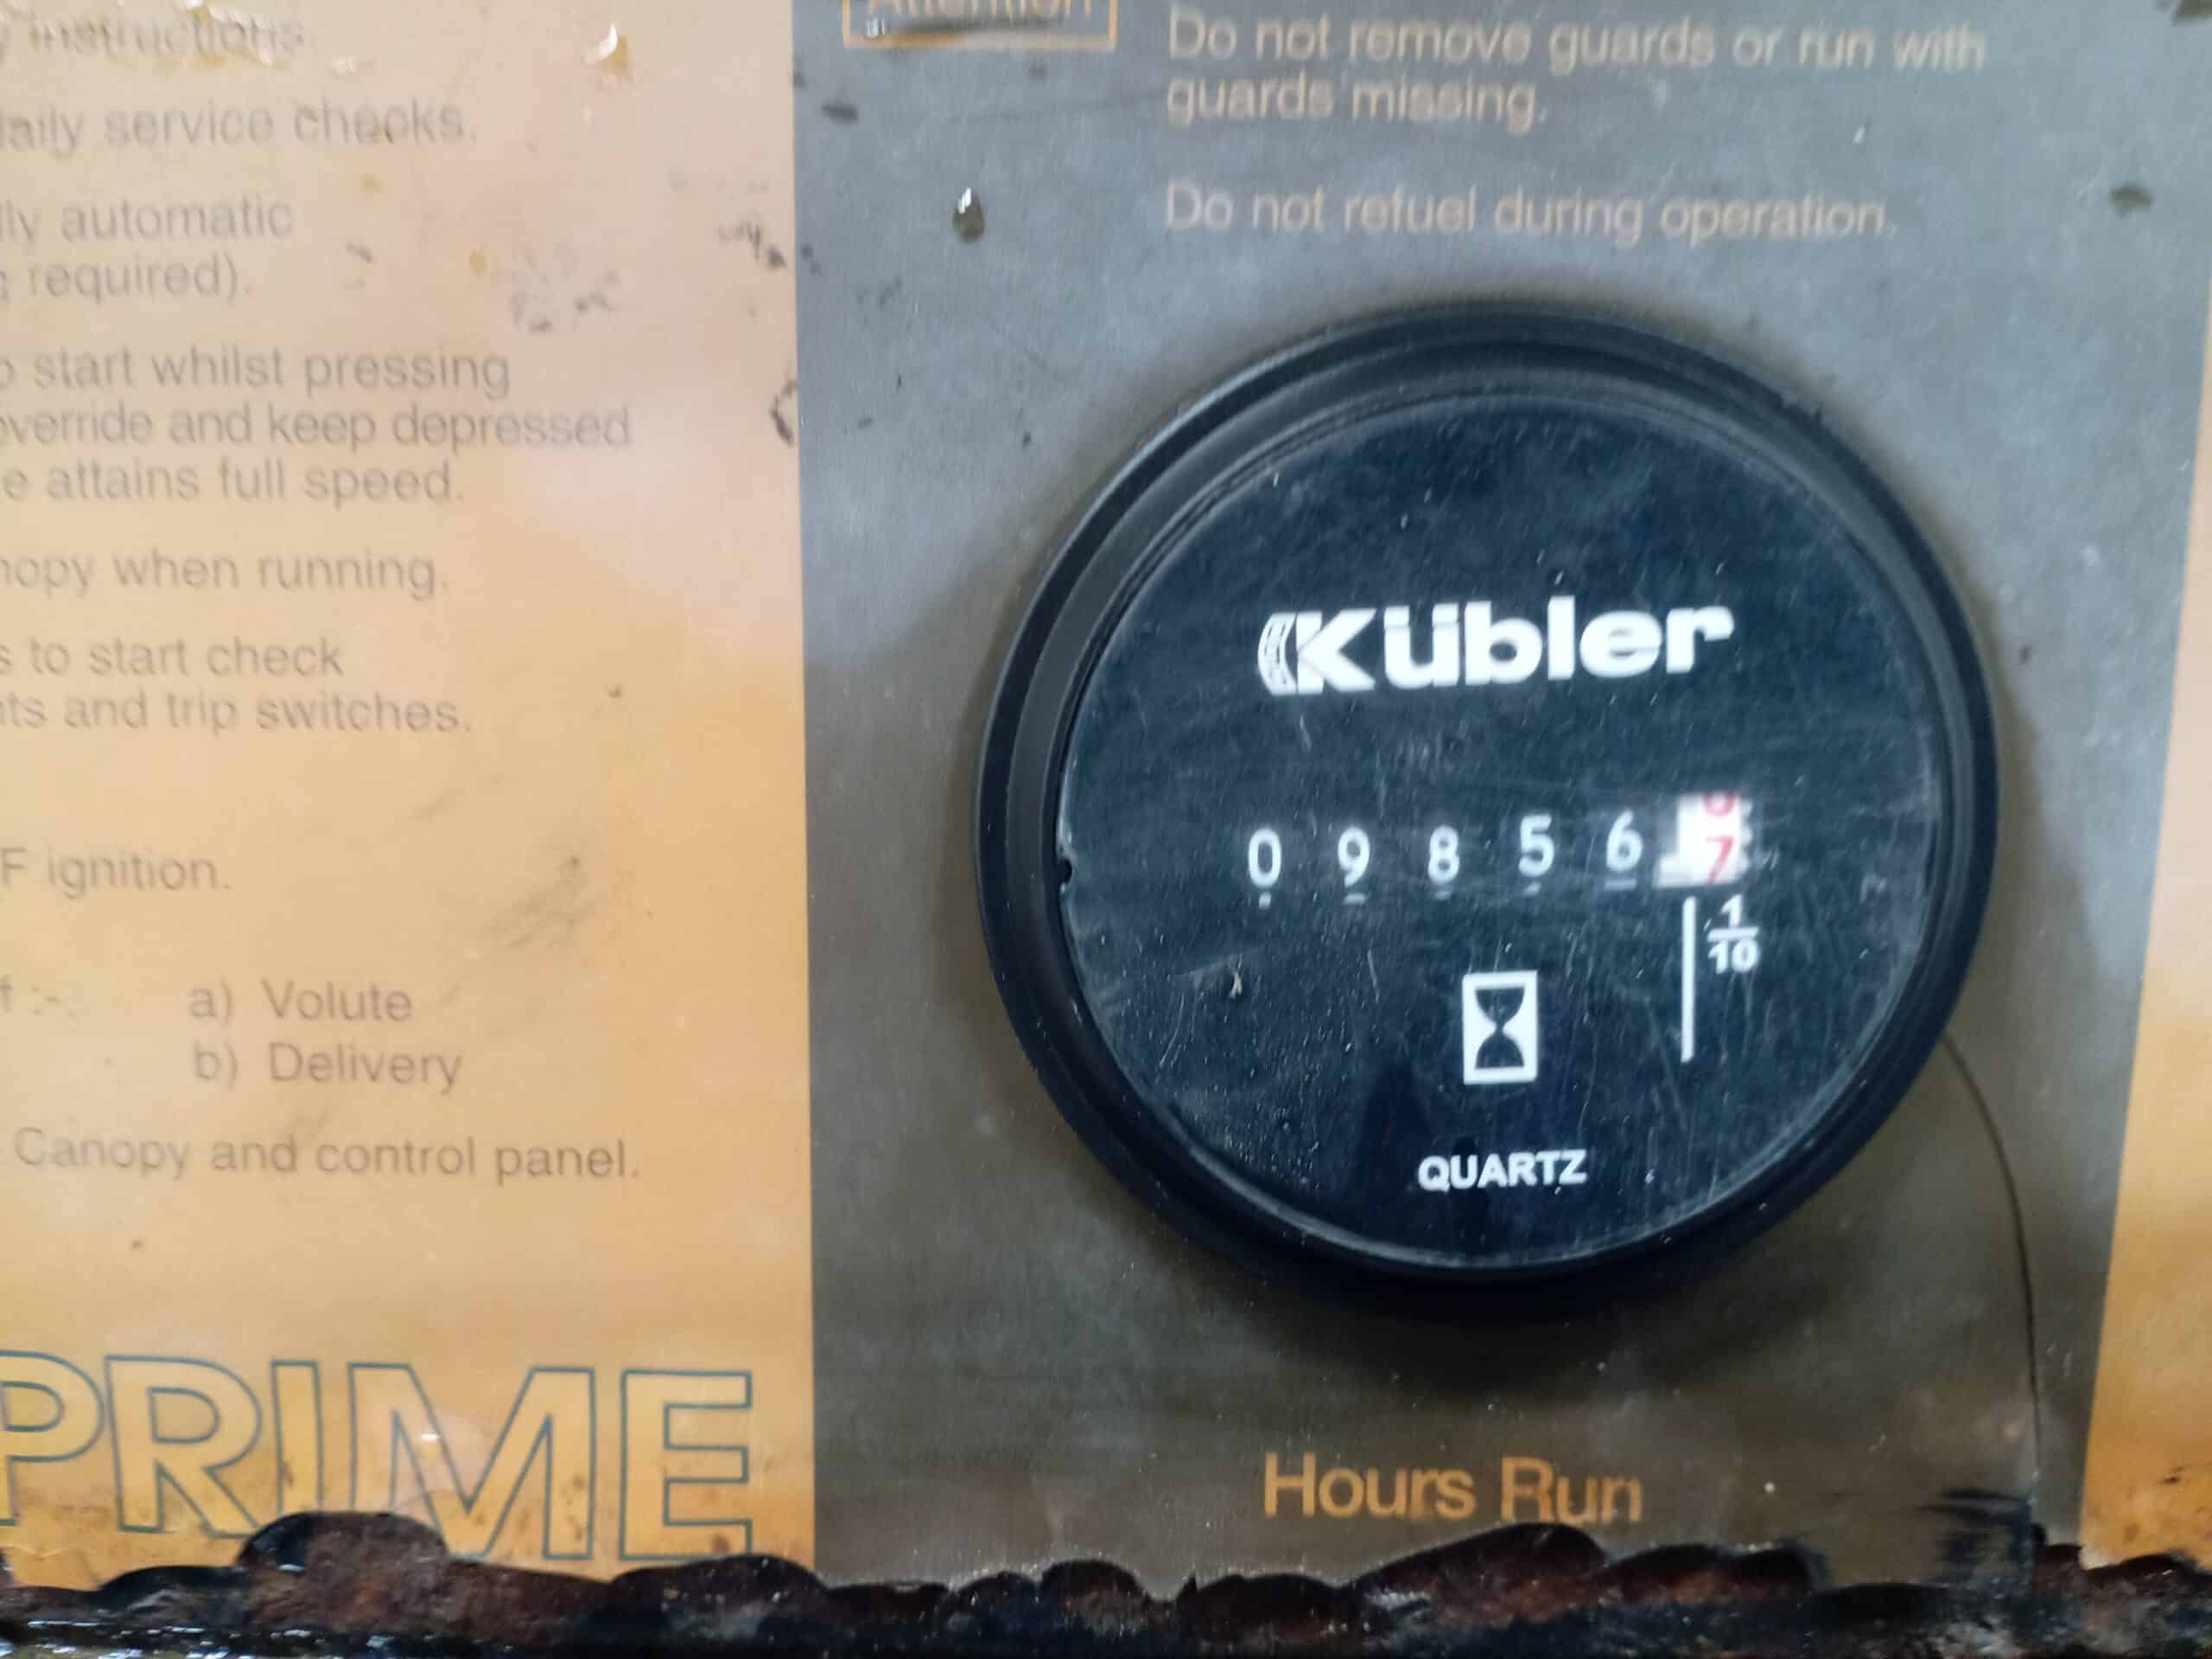 instructions.
daily service checks.
automatic
required).
start whilst pressing
override and keep depressed
e attains full speed.
nopy when running.
s to start check
ts and trip switches.
F ignition.
f :-
a) Volute
b) Delivery
Canopy and control panel.
PRIME
Attention
Do not remove guards or run with
guards missing.
Do not refuel during operation.
Kübler
0 9 8 5 6 7
1/10
QUARTZ
Hours Run